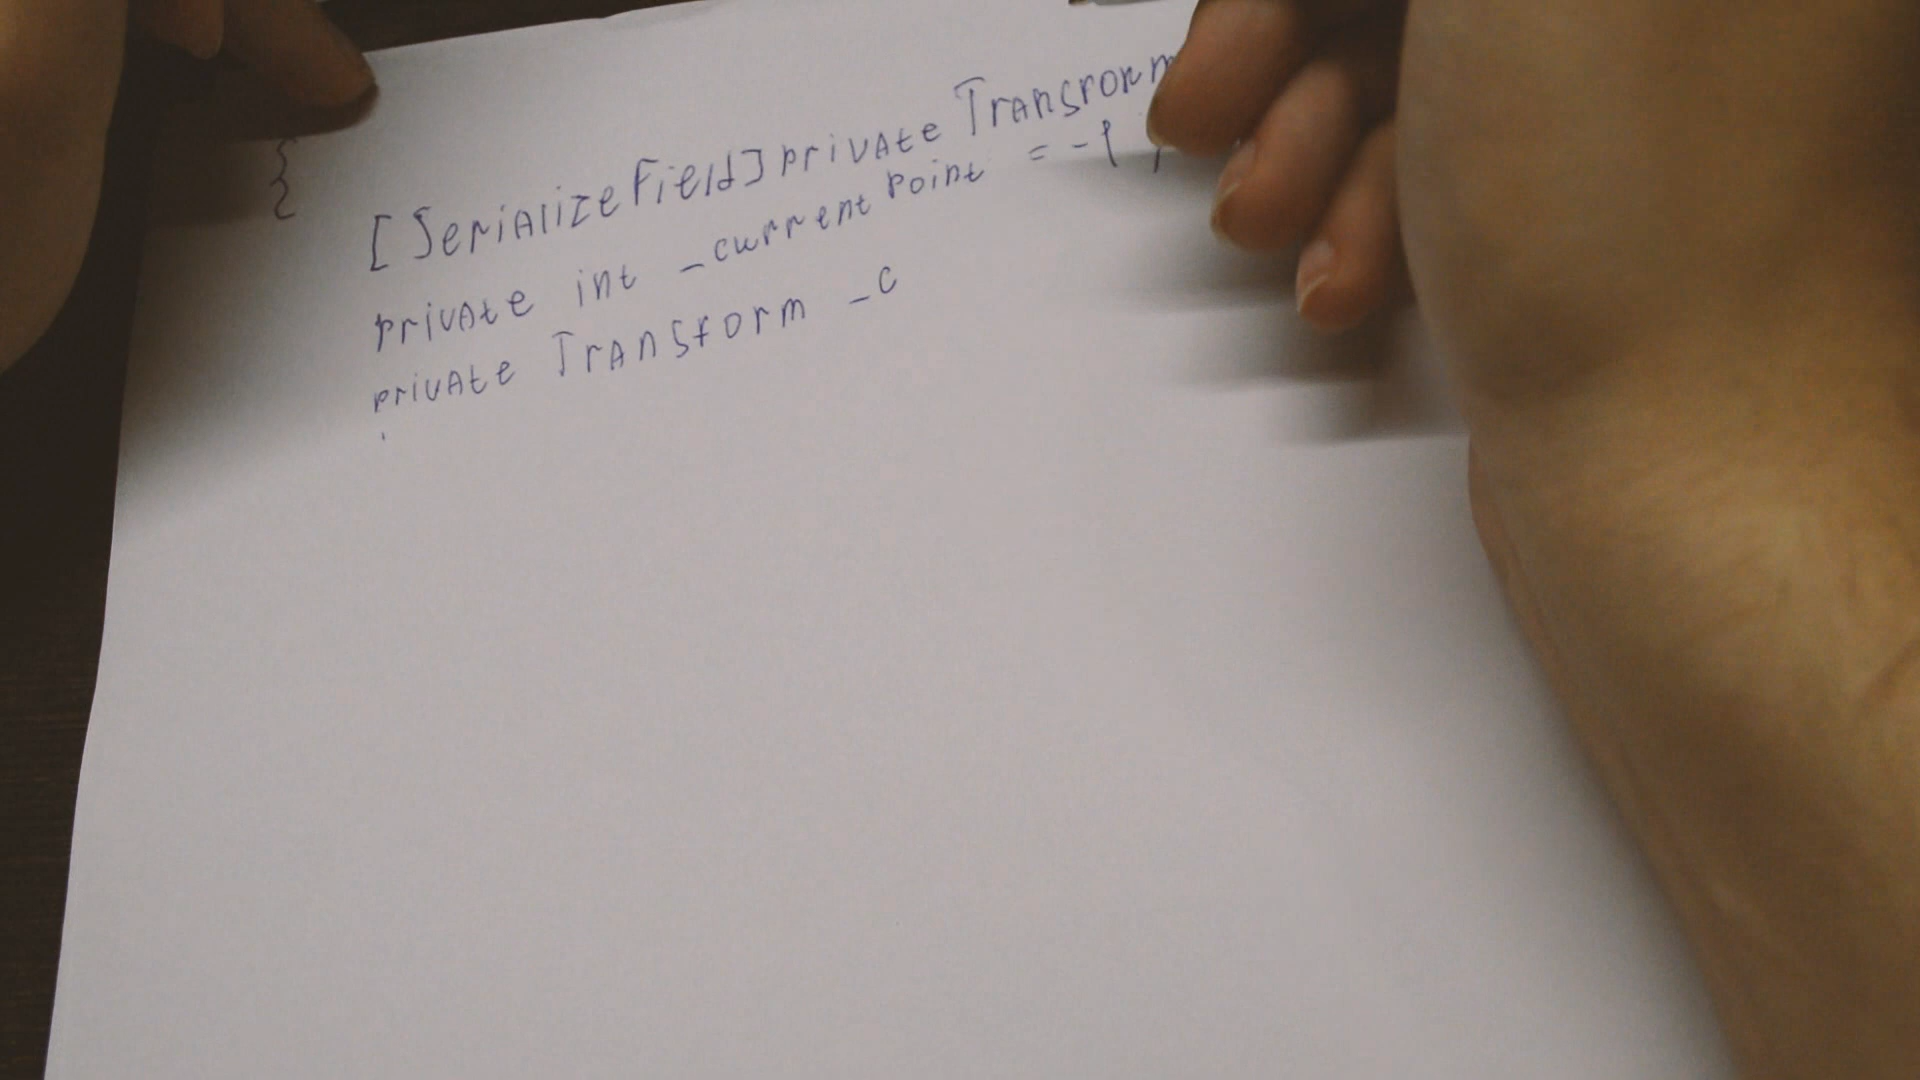 {
[SerializeField] private Transform
private int _currentPoint = -1;
private Transform _c